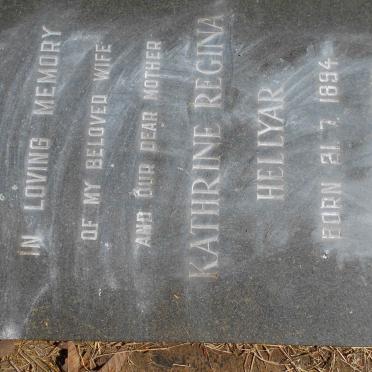 IN LOVING MEMORY
OF MY BELOVED WIFE
AND OUR DEAR MOTHER
KATHRINE REGINA
HELLYAR
BORN 21. 7. 1894